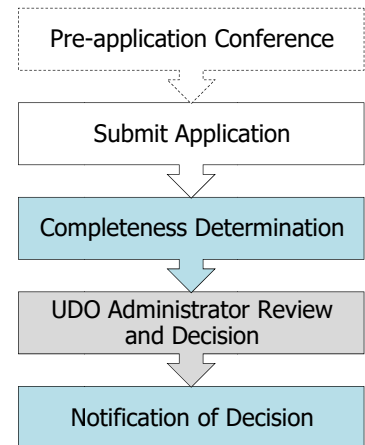 Pre-application Conference
Submit Application
Completeness Determination
UDO Administrator Review
and Decision
Notification of Decision